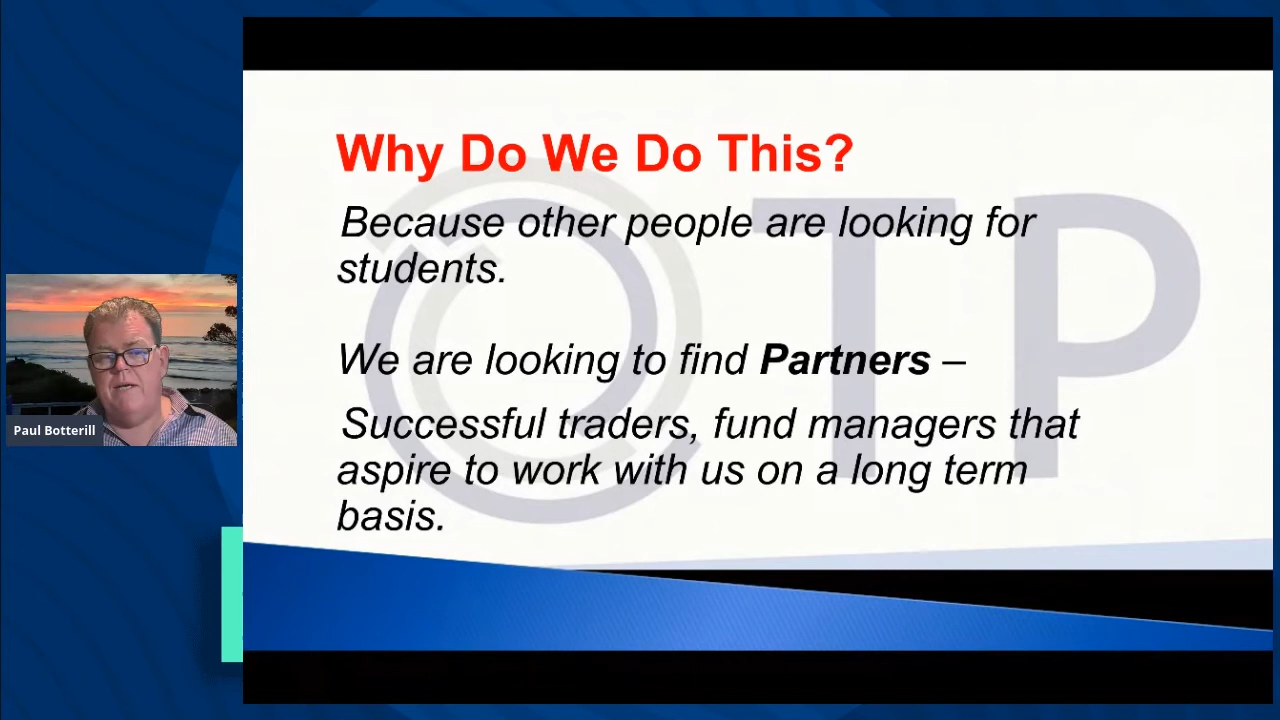 Why Do We Do This?
Because other people are looking for
students.
We are looking to find Partners –
Successful traders, fund managers that
aspire to work with us on a long term
basis.
OTP
Paul Botterill